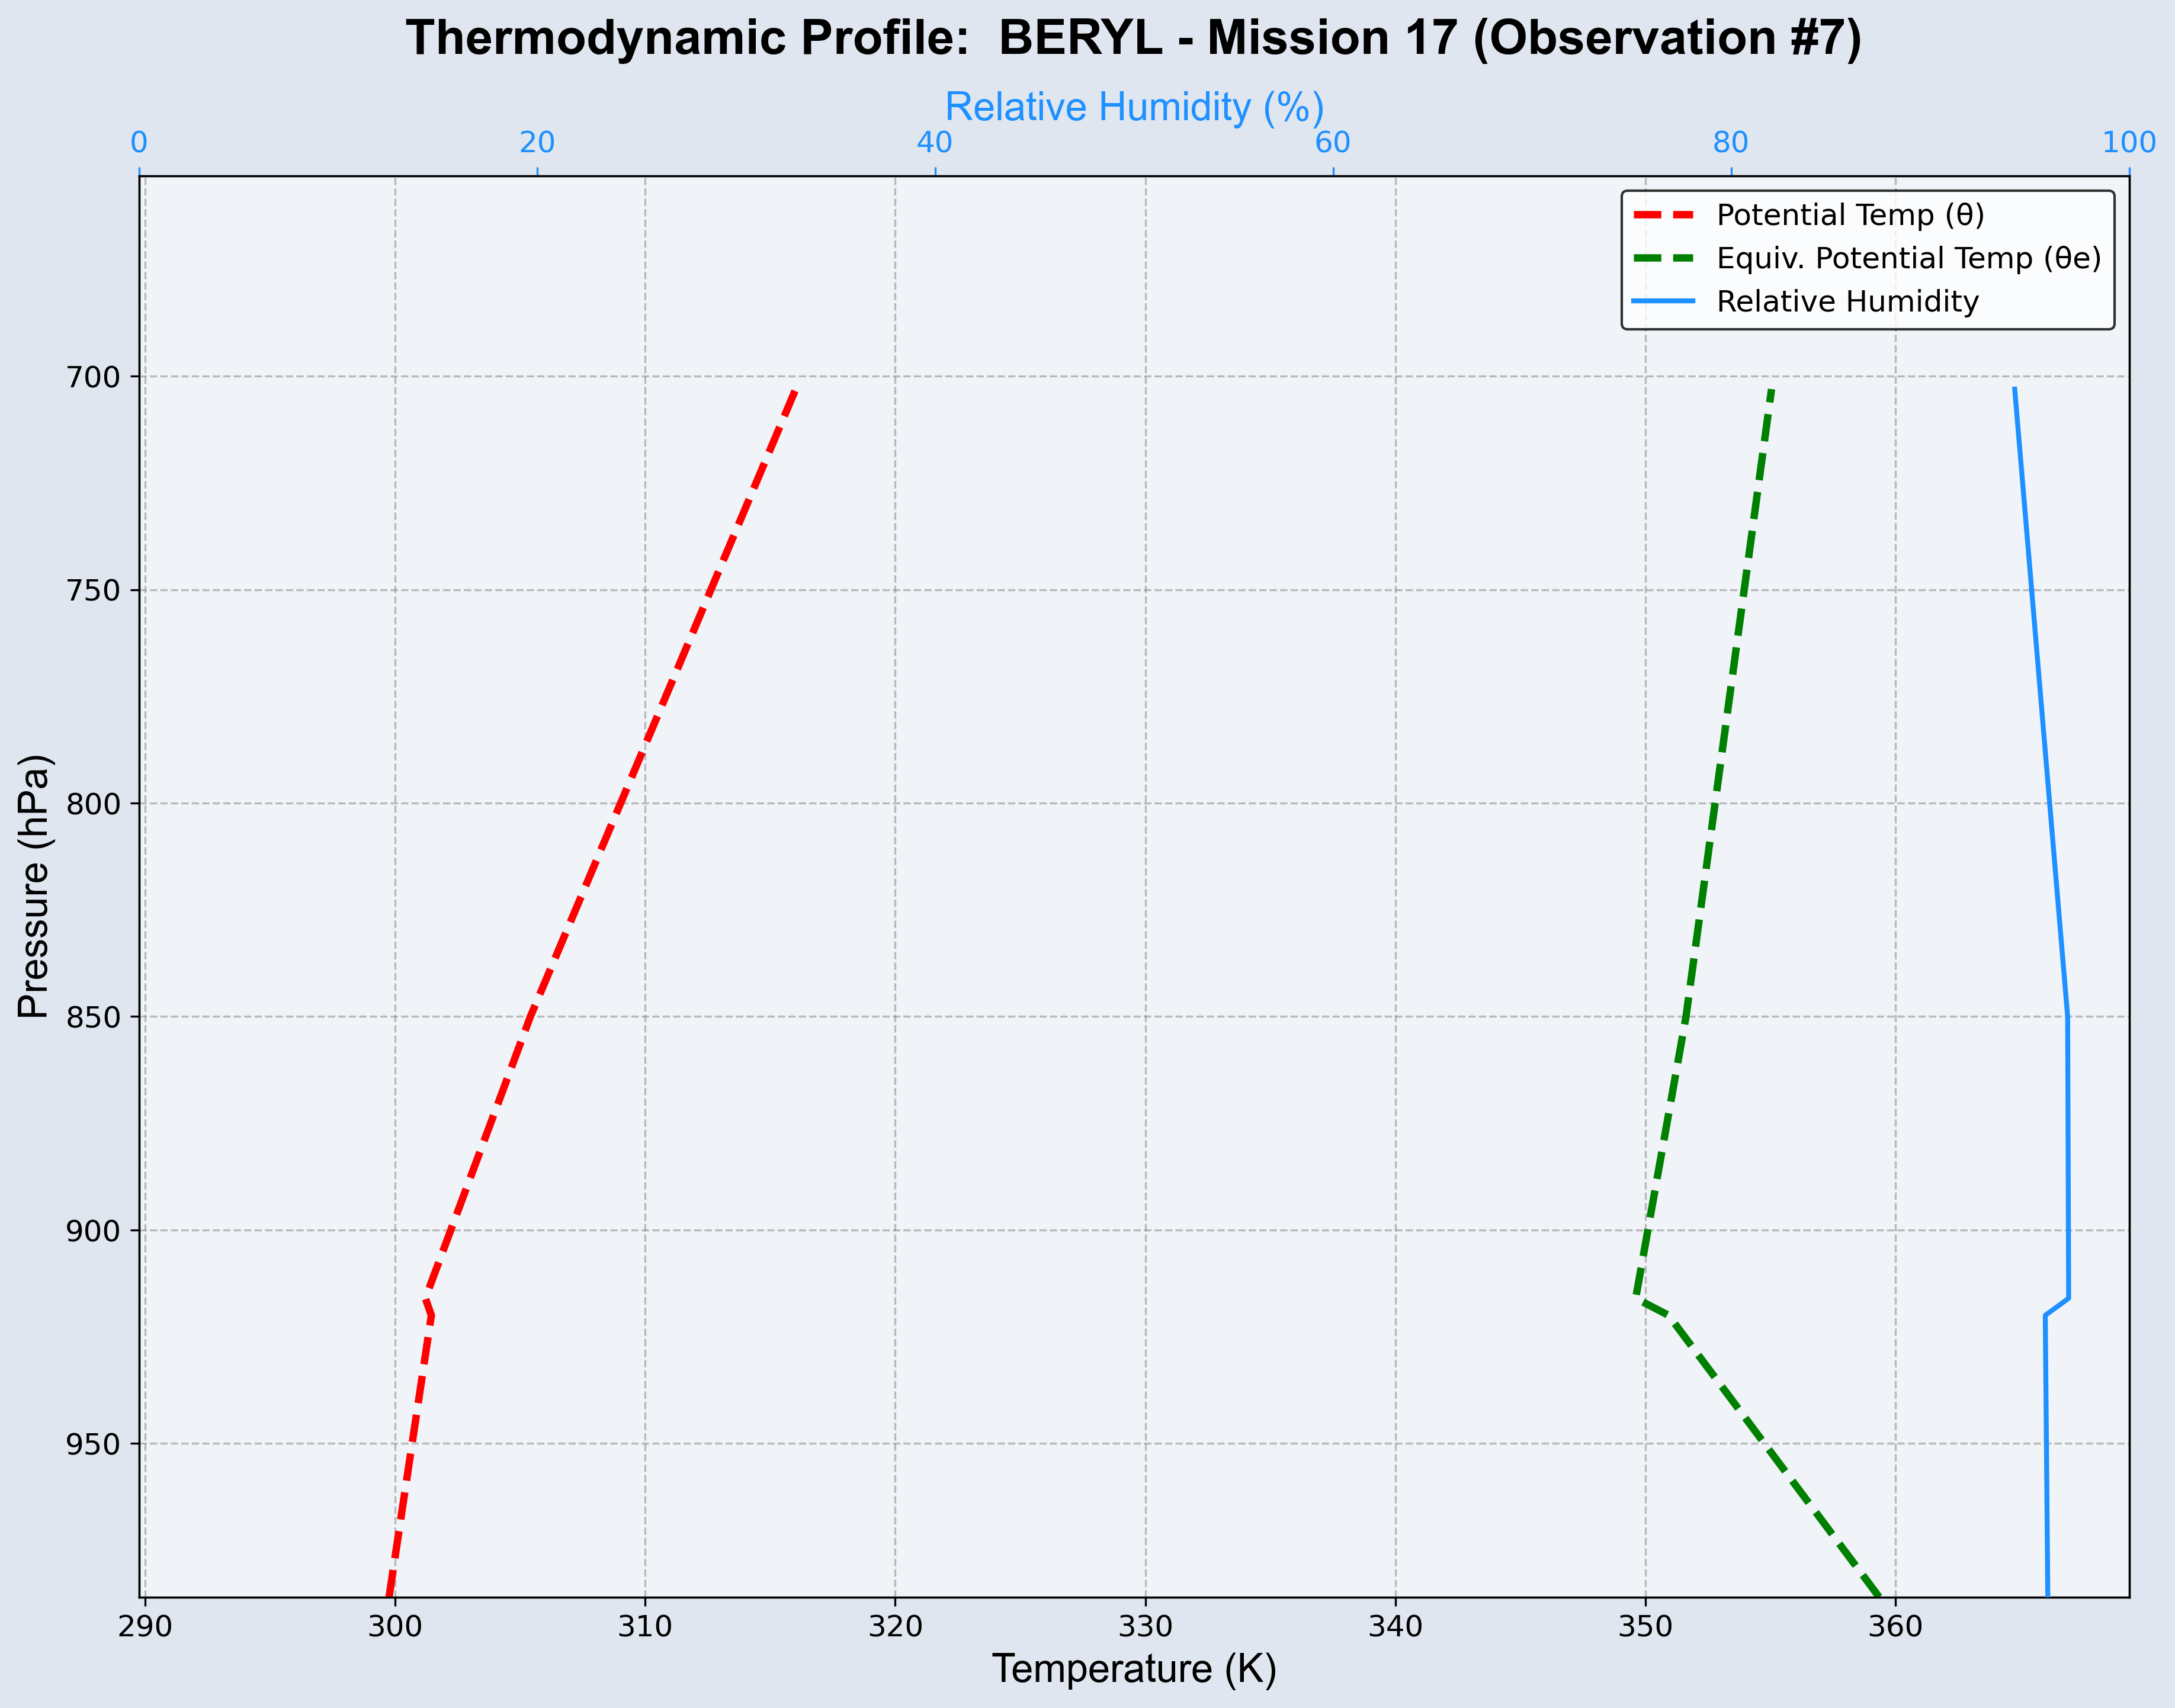 Thermodynamic Profile:  BERYL - Mission 17 (Observation #7)
Relative Humidity (%)
0 20 40 60 80 100
Potential Temp (θ)
Equiv. Potential Temp (θe)
Relative Humidity
Pressure (hPa)
700
750
800
850
900
950
290 300 310 320 330 340 350 360
Temperature (K)